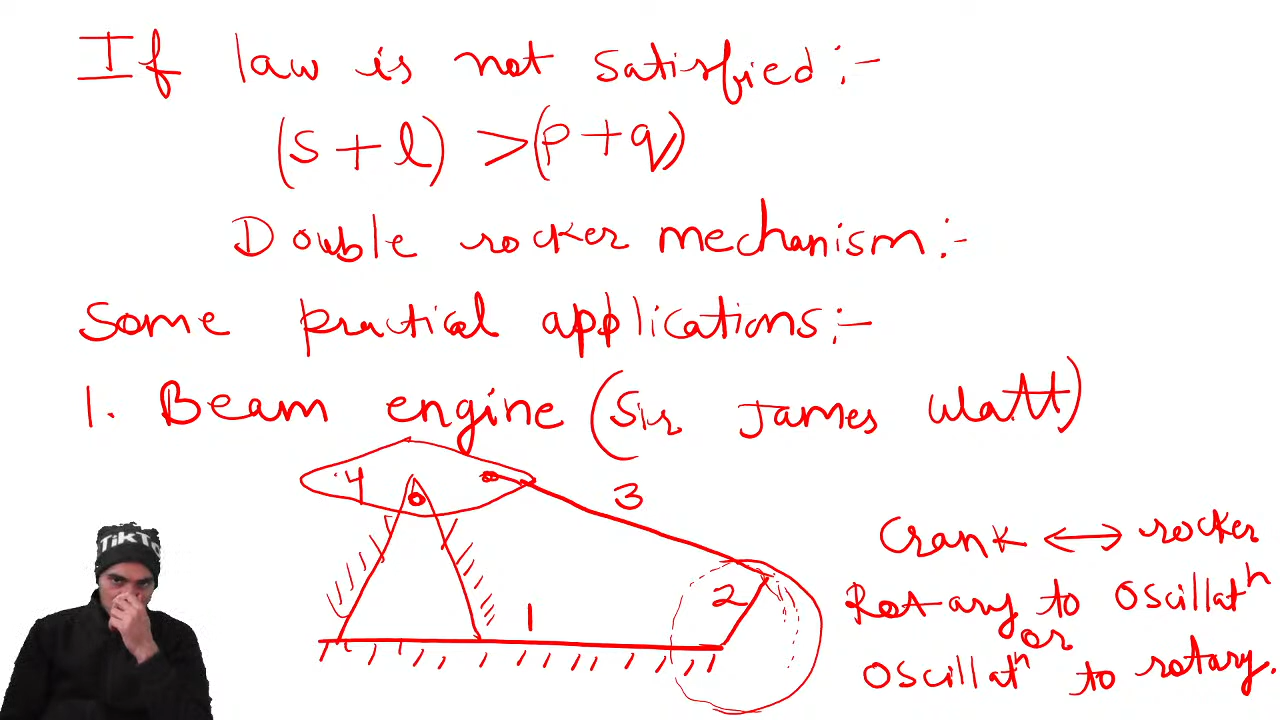 If law is not satisfied:-
(s + l) > (p + q)
Double rocker mechanism:-
Some practical applications:-
1. Beam engine (Sir James Watt)
4
3
2
1
Crank ↔ rocker
Rotary to Oscillatⁿ
or
Oscillatⁿ to rotary.
TikTo